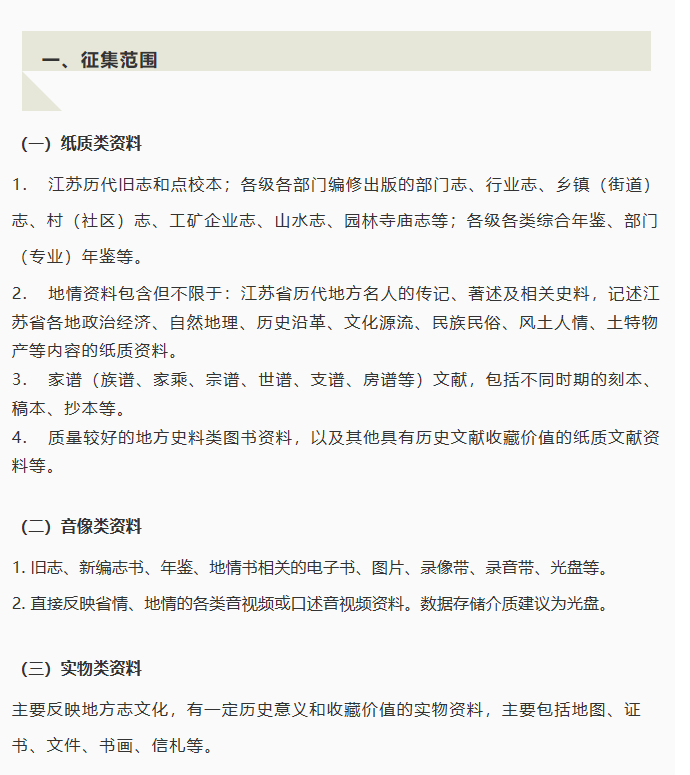 一、征集范围
（一）纸质类资料
1. 江苏历代旧志和点校本；各级各部门编修出版的部门志、行业志、乡镇（街道）
志、村（社区）志、工矿企业志、山水志、园林寺庙志等；各级各类综合年鉴、部门
（专业）年鉴等。
2. 地情资料包含但不限于：江苏省历代地方名人的传记、著述及相关史料，记述江
苏省各地政治经济、自然地理、历史沿革、文化源流、民族民俗、风土人情、土特物
产等内容的纸质资料。
3. 家谱（族谱、家乘、宗谱、世谱、支谱、房谱等）文献，包括不同时期的刻本、
稿本、抄本等。
4. 质量较好的地方史料类图书资料，以及其他具有历史文献收藏价值的纸质文献资
料等。
（二）音像类资料
1. 旧志、新编志书、年鉴、地情书相关的电子书、图片、录像带、录音带、光盘等。
2. 直接反映省情、地情的各类音视频或口述音视频资料。数据存储介质建议为光盘。
（三）实物类资料
主要反映地方志文化，有一定历史意义和收藏价值的实物资料，主要包括地图、证
书、文件、书画、信札等。